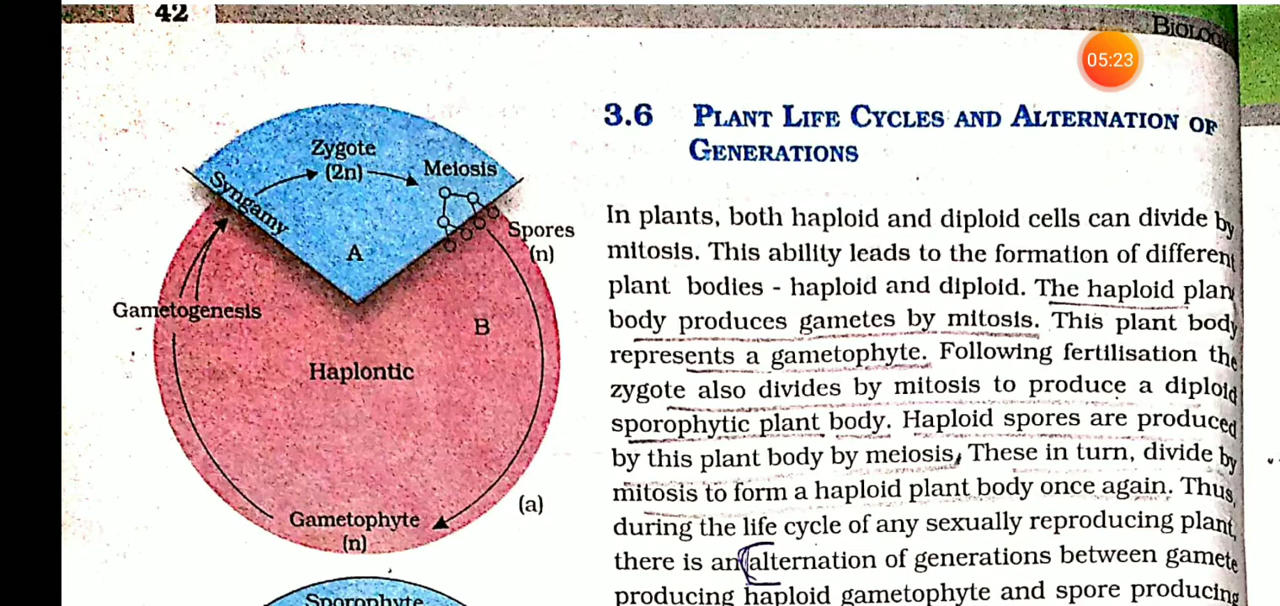 42
BIOLOGY
05:23
3.6 PLANT LIFE CYCLES AND ALTERNATION OF
GENERATIONS
Zygote
(2n)
Meiosis
Syngamy
A
Spores
(n)
Gametogenesis
B
Haplontic
Gametophyte
(n)
(a)
Sporophyte
In plants, both haploid and diploid cells can divide by
mitosis. This ability leads to the formation of different
plant bodies - haploid and diploid. The haploid plant
body produces gametes by mitosis. This plant body
represents a gametophyte. Following fertilisation the
zygote also divides by mitosis to produce a diploid
sporophytic plant body. Haploid spores are produced
by this plant body by meiosis. These in turn, divide by
mitosis to form a haploid plant body once again. Thus,
during the life cycle of any sexually reproducing plant,
there is an alternation of generations between gamete
producing haploid gametophyte and spore producing